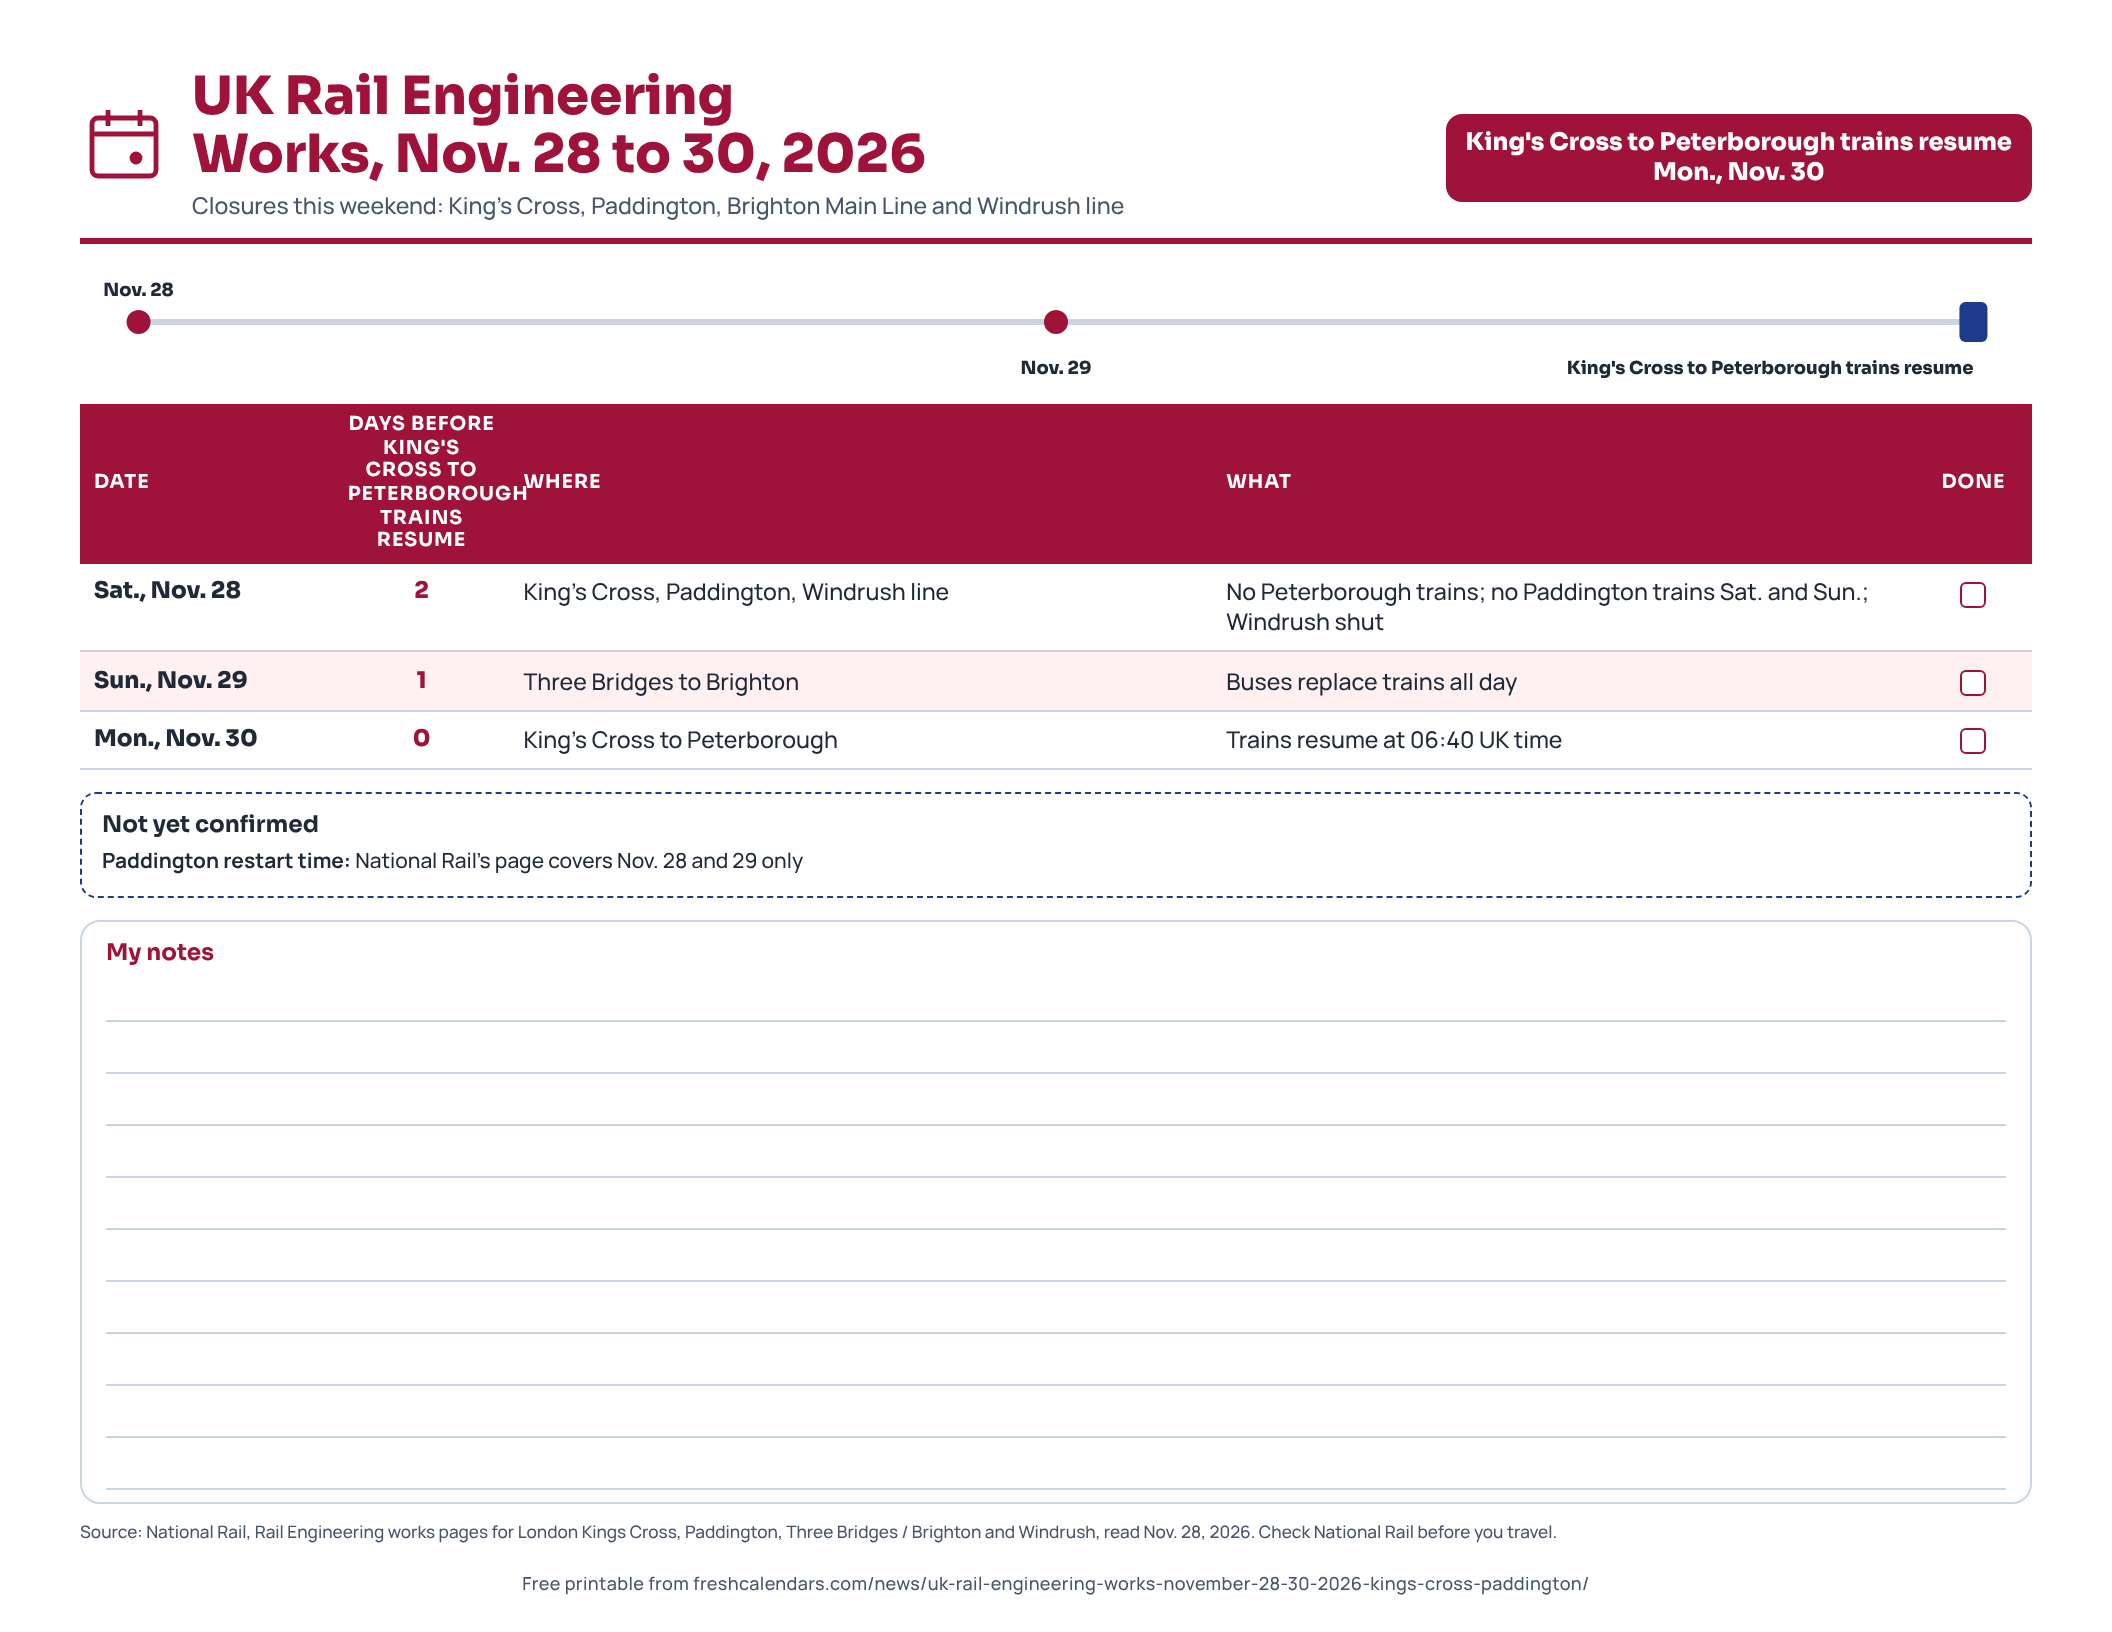 UK Rail Engineering
Works, Nov. 28 to 30, 2026
Closures this weekend: King's Cross, Paddington, Brighton Main Line and Windrush line
King's Cross to Peterborough trains resume
Mon., Nov. 30
Nov. 28
Nov. 29
King's Cross to Peterborough trains resume
DATE
DAYS BEFORE
KING'S
CROSS TO
PETERBOROUGH
TRAINS
RESUME
WHERE
WHAT
DONE
Sat., Nov. 28
2
King's Cross, Paddington, Windrush line
No Peterborough trains; no Paddington trains Sat. and Sun.;
Windrush shut
Sun., Nov. 29
1
Three Bridges to Brighton
Buses replace trains all day
Mon., Nov. 30
0
King's Cross to Peterborough
Trains resume at 06:40 UK time
Not yet confirmed
Paddington restart time: National Rail's page covers Nov. 28 and 29 only
My notes
Source: National Rail, Rail Engineering works pages for London Kings Cross, Paddington, Three Bridges / Brighton and Windrush, read Nov. 28, 2026. Check National Rail before you travel.
Free printable from freshcalendars.com/news/uk-rail-engineering-works-november-28-30-2026-kings-cross-paddington/